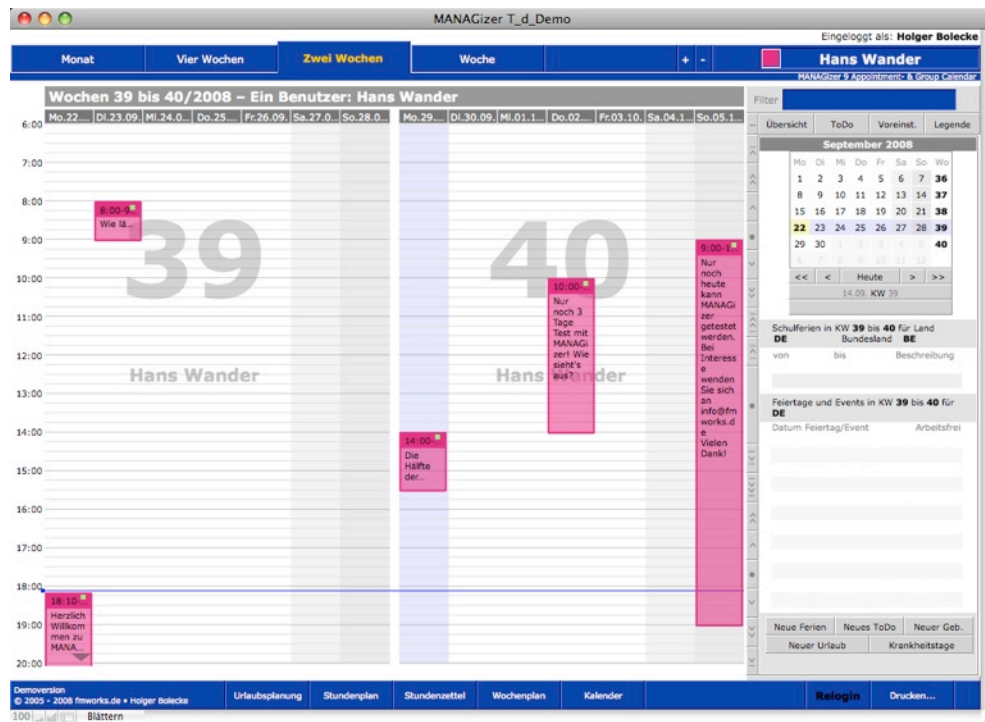 MANAGizer T_d_Demo
Eingeloggt als: Holger Bolecke
Monat Vier Wochen Zwei Wochen Woche + - Hans Wander
MANAGizer 9 Appointment- & Group Calendar
Wochen 39 bis 40/2008 – Ein Benutzer: Hans Wander
Filter
Mo.22.... Di.23.09. Mi.24.0... Do.25.... Fr.26.09. Sa.27.0... So.28.0... Mo.29.... Di.30.09. Mi.01.1... Do.02.... Fr.03.10. Sa.04.1... So.05.1...
Übersicht ToDo Voreinst. Legende
6:00
7:00
8:00
9:00
10:00
11:00
12:00
13:00
14:00
15:00
16:00
17:00
18:00
19:00
20:00
39
Hans Wander
40
Hans Wander
8:00-9...
Wie lä...
18:10-...
Herzlich
Willkom
men zu
MANA...
14:00-...
Die
Hälfte
der...
10:00-...
Nur
noch 3
Tage
Test mit
MANAGi
zer! Wie
sieht's
aus?
9:00-1...
Nur
noch
heute
kann
MANAGi
zer
getestet
werden.
Bei
Interess
e
wenden
Sie sich
an
info@fm
works.d
e
Vielen
Dank!
September 2008
Mo Di Mi Do Fr Sa So Wo
1 2 3 4 5 6 7 36
8 9 10 11 12 13 14 37
15 16 17 18 19 20 21 38
22 23 24 25 26 27 28 39
29 30 1 2 3 4 5 40
6 7 8 9 10 11 12
<< < Heute > >>
14.09. KW 39
Schulferien in KW 39 bis 40 für Land
DE Bundesland BE
von bis Beschreibung
Feiertage und Events in KW 39 bis 40 für
DE
Datum Feiertag/Event Arbeitsfrei
Neue Ferien Neues ToDo Neuer Geb.
Neuer Urlaub Krankheitstage
Demoversion
© 2005 - 2008 fmworks.de • Holger Bolecke
Urlaubsplanung Stundenplan Stundenzettel Wochenplan Kalender Relogin Drucken...
100 Blättern